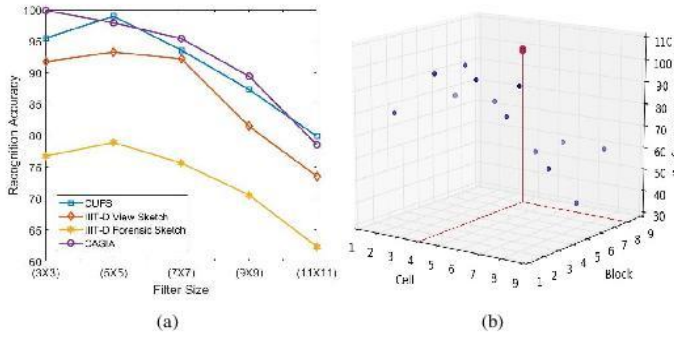 100
95
90
85
80
75
70
65
60
Recognition Accuracy
CUFS
IIIT-D View Sketch
IIIT-D Forensic Sketch
CASIA
(3X3) (5X5) (7X7) (9X9) (11X11)
Filter Size
(a)
110
100
90
80
70
60
50
40
30
1 2 3 4 5 6 7 8 9
Cell
1 2 3 4 5 6 7 8 9
Block
(b)